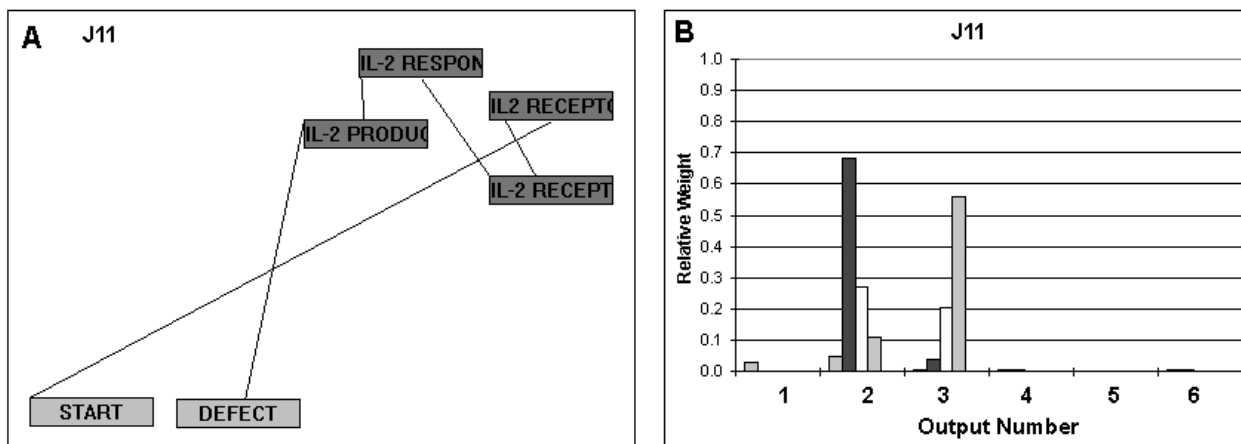 A J11
IL-2 RESPON
IL2 RECEPT
IL-2 PRODU
IL-2 RECEPT
START
DEFECT
B
J11
Relative Weight
1.0
0.9
0.8
0.7
0.6
0.5
0.4
0.3
0.2
0.1
0.0
1 2 3 4 5 6
Output Number